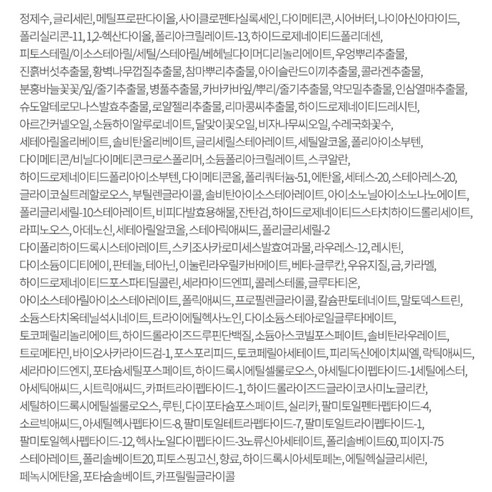 정제수, 글리세린, 메틸프로판다이올, 사이클로펜타실록세인, 다이메티콘, 시어버터, 나이아신아마이드,
폴리실리콘-11, 1,2-헥산다이올, 폴리아크릴레이트-13, 하이드로제네이티드폴리데센,
피토스테릴/이소스테아릴/세틸/스테아릴/베헤닐다이머디리놀리에이트, 우엉뿌리추출물,
진흙버섯추출물, 황벽나무껍질추출물, 참마뿌리추출물, 아이슬란드이끼추출물, 콜라겐추출물,
분홍바늘꽃꽃/잎/줄기추출물, 병풀추출물, 카바카바잎/뿌리/줄기추출물, 약모밀추출물, 인삼열매추출물,
슈도알테로모나스발효추출물, 로얄젤리추출물, 리마콩씨추출물, 하이드로제네이티드레시틴,
아르간커넬오일, 소듐하이알루로네이트, 달맞이꽃오일, 비자나무씨오일, 수레국화꽃수,
세테아릴올리베이트, 솔비탄올리베이트, 글리세릴스테아레이트, 세틸알코올, 폴리아이소부텐,
다이메티콘/비닐다이메티콘크로스폴리머, 소듐폴리아크릴레이트, 스쿠알란,
하이드로제네이티드폴리아이소부텐, 다이메티콘올, 폴리쿼터늄-51, 에탄올, 세테스-20, 스테아레스-20,
글라이코실트레할로오스, 부틸렌글라이콜, 솔비탄아이소스테아레이트, 아이소노닐아이소노나노에이트,
폴리글리세릴-10스테아레이트, 비피다발효용해물, 잔탄검, 하이드로제네이티드스타치하이드롤리세이트,
라피노오스, 아데노신, 세테아릴알코올, 스테아릭애씨드, 폴리글리세릴-2
다이폴리하이드록시스테아레이트, 스키조사카로미세스발효여과물, 라우레스-12, 레시틴,
다이소듐이디티에이, 판테놀, 테아닌, 이눌린라우릴카바메이트, 베타-글루칸, 우유지질, 금, 카라멜,
하이드로제네이티드포스파티딜콜린, 세라마이드엔피, 콜레스테롤, 글루타티온,
아이소스테아릴아이소스테아레이트, 폴릭애씨드, 프로필렌글라이콜, 칼슘판토테네이트, 말토덱스트린,
소듐스타치옥테닐석시네이트, 트라이에틸헥사노인, 다이소듐스테아로일글루타메이트,
토코페릴리놀리에이트, 하이드롤라이즈드루핀단백질, 소듐아스코빌포스페이트, 솔비탄라우레이트,
트로메타민, 바이오사카라이드검-1, 포스포리피드, 토코페릴아세테이트, 피리독신에이치씨엘, 락틱애씨드,
세라마이드엔지, 포타슘세틸포스페이트, 하이드록시에틸셀룰로오스, 아세틸다이펩타이드-1세틸에스터,
아세틱애씨드, 시트릭애씨드, 카퍼트라이펩타이드-1, 하이드롤라이즈드글라이코사미노글리칸,
세틸하이드록시에틸셀룰로오스, 루틴, 다이포타슘포스페이트, 실리카, 팔미토일펜타펩타이드-4,
소르빅애씨드, 아세틸헥사펩타이드-8, 팔미토일테트라펩타이드-7, 팔미토일트라이펩타이드-1,
팔미토일헥사펩타이드-12, 헥사노일다이펩타이드-3노류신아세테이트, 폴리솔베이트60, 피이지-75
스테아레이트, 폴리솔베이트20, 피토스핑고신, 향료, 하이드록시아세토페논, 에틸헥실글리세린,
페녹시에탄올, 포타슘솔베이트, 카프릴릴글라이콜